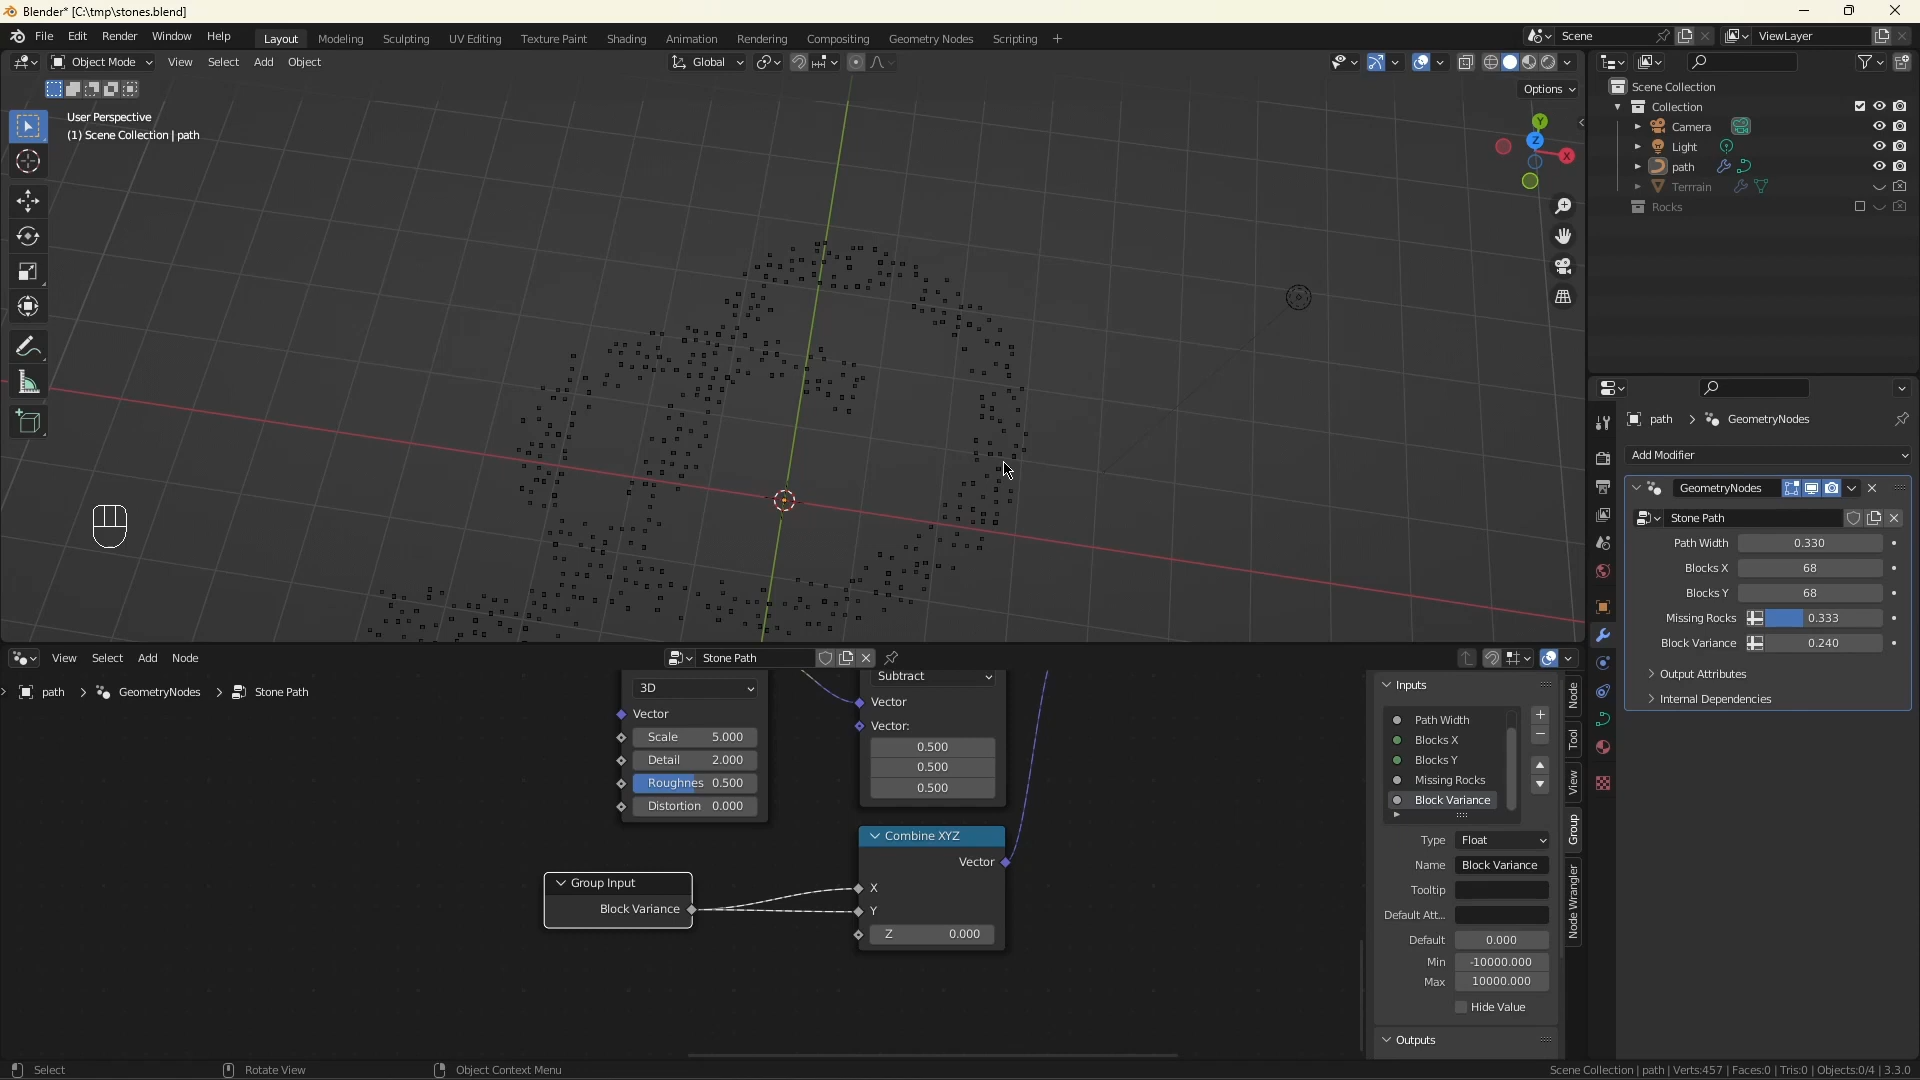 Blender* [C:\tmp\stones.blend]
File Edit Render Window Help
Layout Modeling Sculpting UV Editing Texture Paint Shading Animation Rendering Compositing Geometry Nodes Scripting +
Scene
ViewLayer
Object Mode View Select Add Object
Global
Options
User Perspective
(1) Scene Collection | path
Y
Z
X
Scene Collection
Collection
Camera
Light
path
Terrain
Rocks
path > GeometryNodes
Add Modifier
GeometryNodes
Stone Path
Path Width 0.330
Blocks X 68
Blocks Y 68
Missing Rocks 0.333
Block Variance 0.240
> Output Attributes
> Internal Dependencies
View Select Add Node
Stone Path
path > GeometryNodes > Stone Path
3D
Vector
Scale 5.000
Detail 2.000
Roughnes 0.500
Distortion 0.000
Subtract
Vector
Vector:
0.500
0.500
0.500
Combine XYZ
Vector
X
Y
Z 0.000
Group Input
Block Variance
Inputs
Path Width
Blocks X
Blocks Y
Missing Rocks
Block Variance
Type Float
Name Block Variance
Tooltip
Default Att...
Default 0.000
Min -10000.000
Max 10000.000
Hide Value
Outputs
Node
Tool
View
Group
Node Wrangler
Select
Rotate View
Object Context Menu
Scene Collection | path | Verts:457 | Faces:0 | Tris:0 | Objects:0/4 | 3.3.0